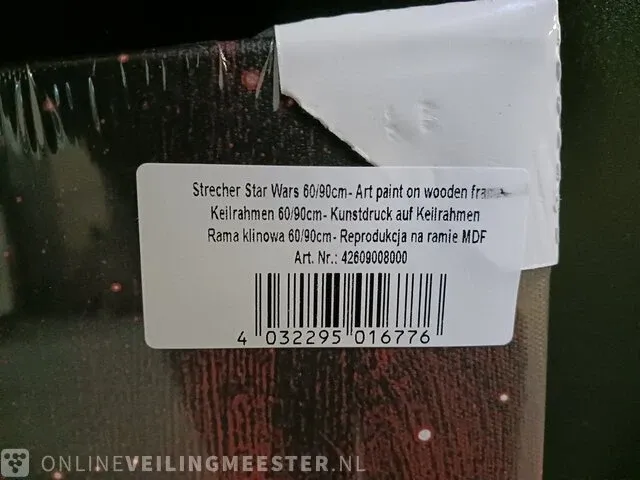 Strecher Star Wars 60/90cm- Art paint on wooden frame
Keilrahmen 60/90cm- Kunstdruck auf Keilrahmen
Rama klinowa 60/90cm- Reprodukcja na ramie MDF
Art. Nr.: 42609008000
4 032295 016776
ONLINEVEILINGMEESTER.NL